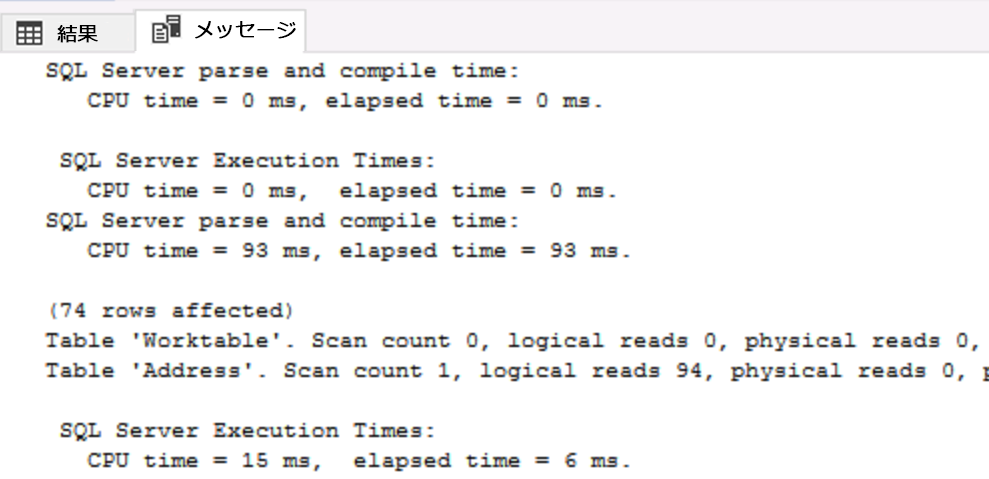 結果
メッセージ
SQL Server parse and compile time:
CPU time = 0 ms, elapsed time = 0 ms.
SQL Server Execution Times:
CPU time = 0 ms,  elapsed time = 0 ms.
SQL Server parse and compile time:
CPU time = 93 ms, elapsed time = 93 ms.
(74 rows affected)
Table 'Worktable'. Scan count 0, logical reads 0, physical reads 0,
Table 'Address'. Scan count 1, logical reads 94, physical reads 0,
SQL Server Execution Times:
CPU time = 15 ms,  elapsed time = 6 ms.